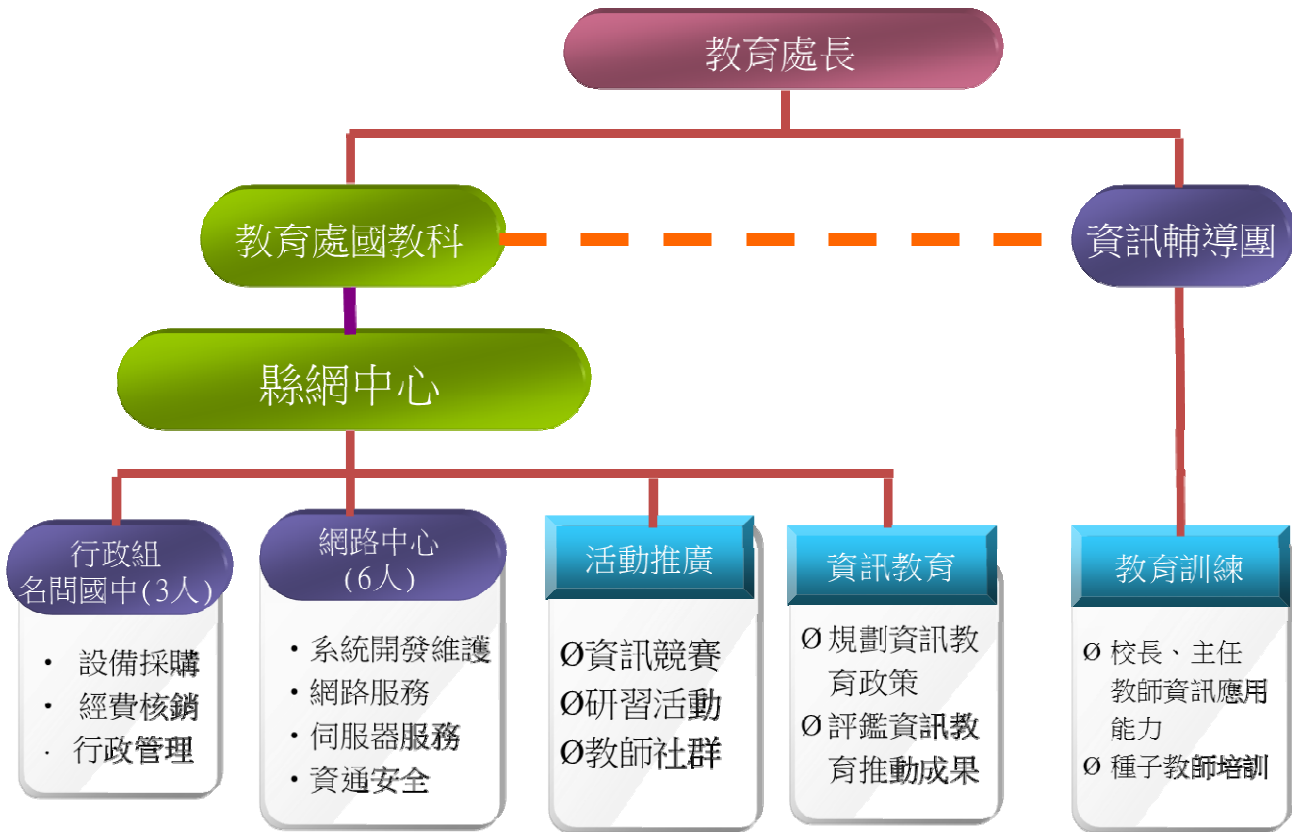 教育處長
教育處國教科
資訊輔導團
縣網中心
行政組
名間國中(3人)
• 設備採購
• 經費核銷
· 行政管理
網路中心
(6人)
• 系統開發維護
• 網路服務
• 伺服器服務
• 資通安全
活動推廣
Ø資訊競賽
Ø研習活動
Ø教師社群
資訊教育
Ø 規劃資訊教
育政策
Ø 評鑑資訊教
育推動成果
教育訓練
Ø 校長、主任
教師資訊應用
能力
Ø 種子教師培訓